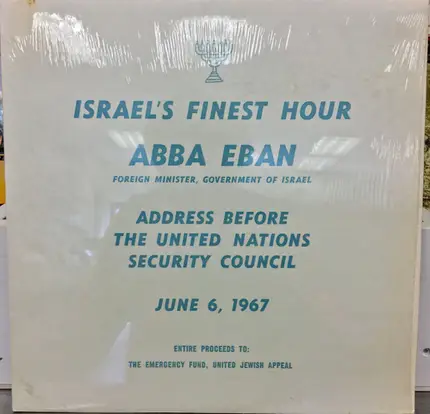 ISRAEL'S FINEST HOUR
ABBA EBAN
FOREIGN MINISTER, GOVERNMENT OF ISRAEL
ADDRESS BEFORE
THE UNITED NATIONS
SECURITY COUNCIL
JUNE 6, 1967
ENTIRE PROCEEDS TO:
THE EMERGENCY FUND, UNITED JEWISH APPEAL